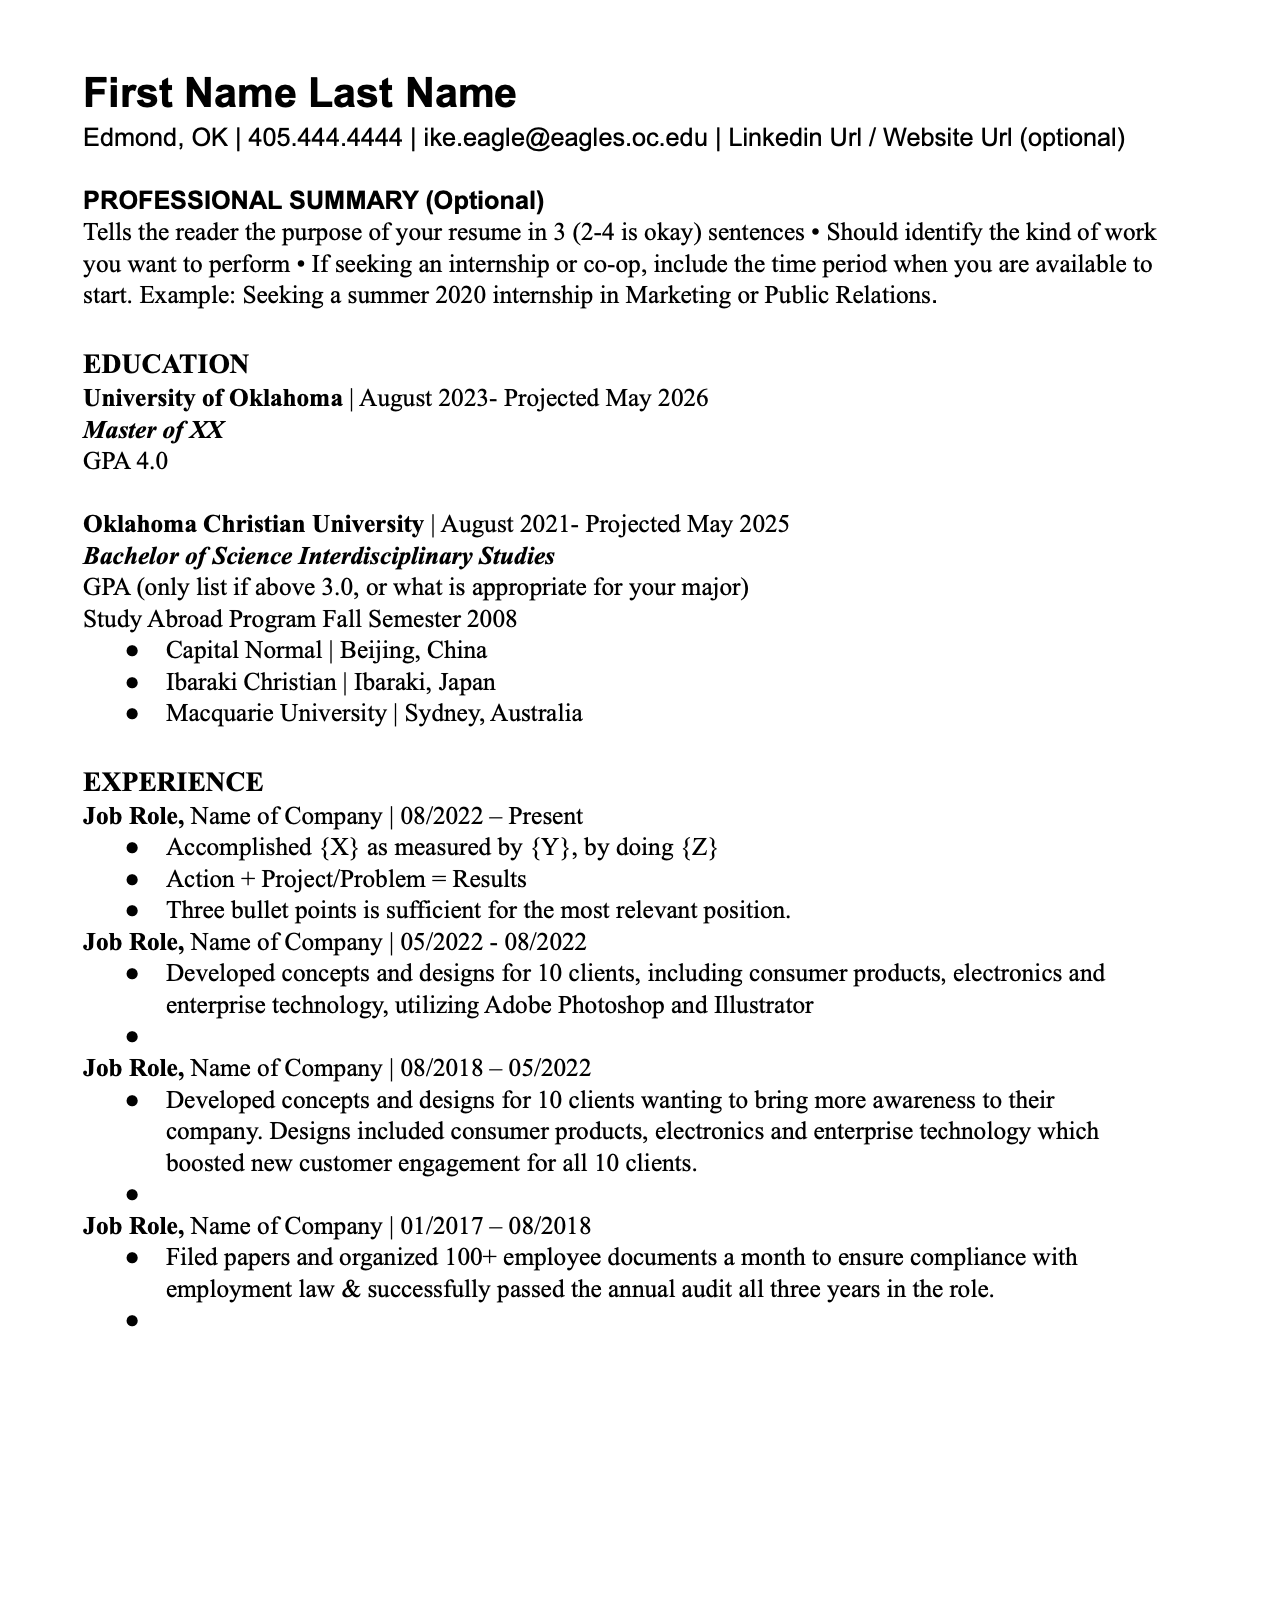 First Name Last Name
Edmond, OK | 405.444.4444 | ike.eagle@eagles.oc.edu | Linkedin Url / Website Url (optional)
PROFESSIONAL SUMMARY (Optional)
Tells the reader the purpose of your resume in 3 (2-4 is okay) sentences • Should identify the kind of work
you want to perform • If seeking an internship or co-op, include the time period when you are available to
start. Example: Seeking a summer 2020 internship in Marketing or Public Relations.
EDUCATION
University of Oklahoma | August 2023- Projected May 2026
Master of XX
GPA 4.0
Oklahoma Christian University | August 2021- Projected May 2025
Bachelor of Science Interdisciplinary Studies
GPA (only list if above 3.0, or what is appropriate for your major)
Study Abroad Program Fall Semester 2008
● Capital Normal | Beijing, China
● Ibaraki Christian | Ibaraki, Japan
● Macquarie University | Sydney, Australia
EXPERIENCE
Job Role, Name of Company | 08/2022 – Present
● Accomplished {X} as measured by {Y}, by doing {Z}
● Action + Project/Problem = Results
● Three bullet points is sufficient for the most relevant position.
Job Role, Name of Company | 05/2022 - 08/2022
● Developed concepts and designs for 10 clients, including consumer products, electronics and
enterprise technology, utilizing Adobe Photoshop and Illustrator
●
Job Role, Name of Company | 08/2018 – 05/2022
● Developed concepts and designs for 10 clients wanting to bring more awareness to their
company. Designs included consumer products, electronics and enterprise technology which
boosted new customer engagement for all 10 clients.
●
Job Role, Name of Company | 01/2017 – 08/2018
● Filed papers and organized 100+ employee documents a month to ensure compliance with
employment law & successfully passed the annual audit all three years in the role.
●